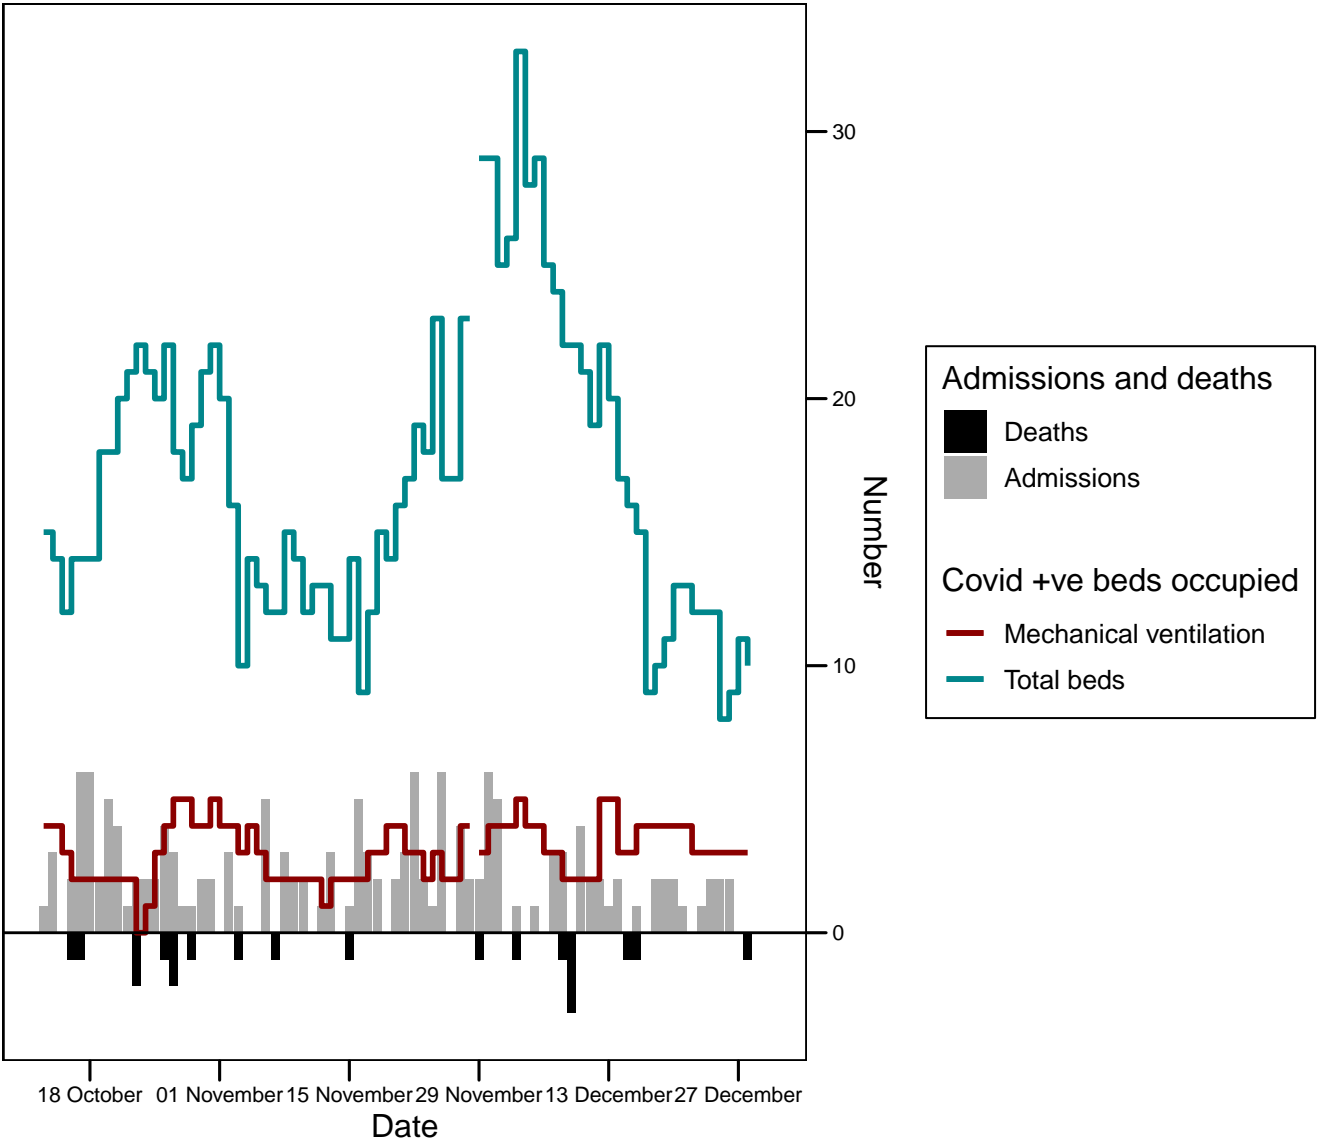 30
20
10
0
Number
18 October 01 November 15 November 29 November 13 December 27 December
Date
Admissions and deaths
Deaths
Admissions
Covid +ve beds occupied
Mechanical ventilation
Total beds